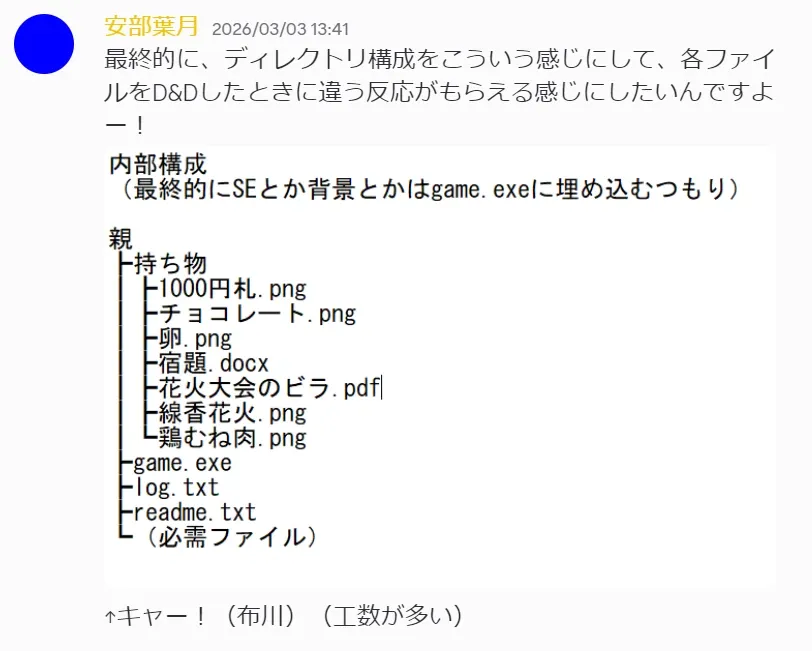 安部葉月 2026/03/03 13:41
最終的に、ディレクトリ構成をこういう感じにして、各ファイ
ルをD&Dしたときに違う反応がもらえる感じにしたいんですよ
ー！
内部構成
（最終的にSEとか背景とかはgame.exeに埋め込むつもり）
親
├持ち物
│ ├1000円札.png
│ ├チョコレート.png
│ ├卵.png
│ ├宿題.docx
│ ├花火大会のビラ.pdf
│ ├線香花火.png
│ └鶏むね肉.png
├game.exe
├log.txt
├readme.txt
└（必需ファイル）
↑キャー！（布川）（工数が多い）